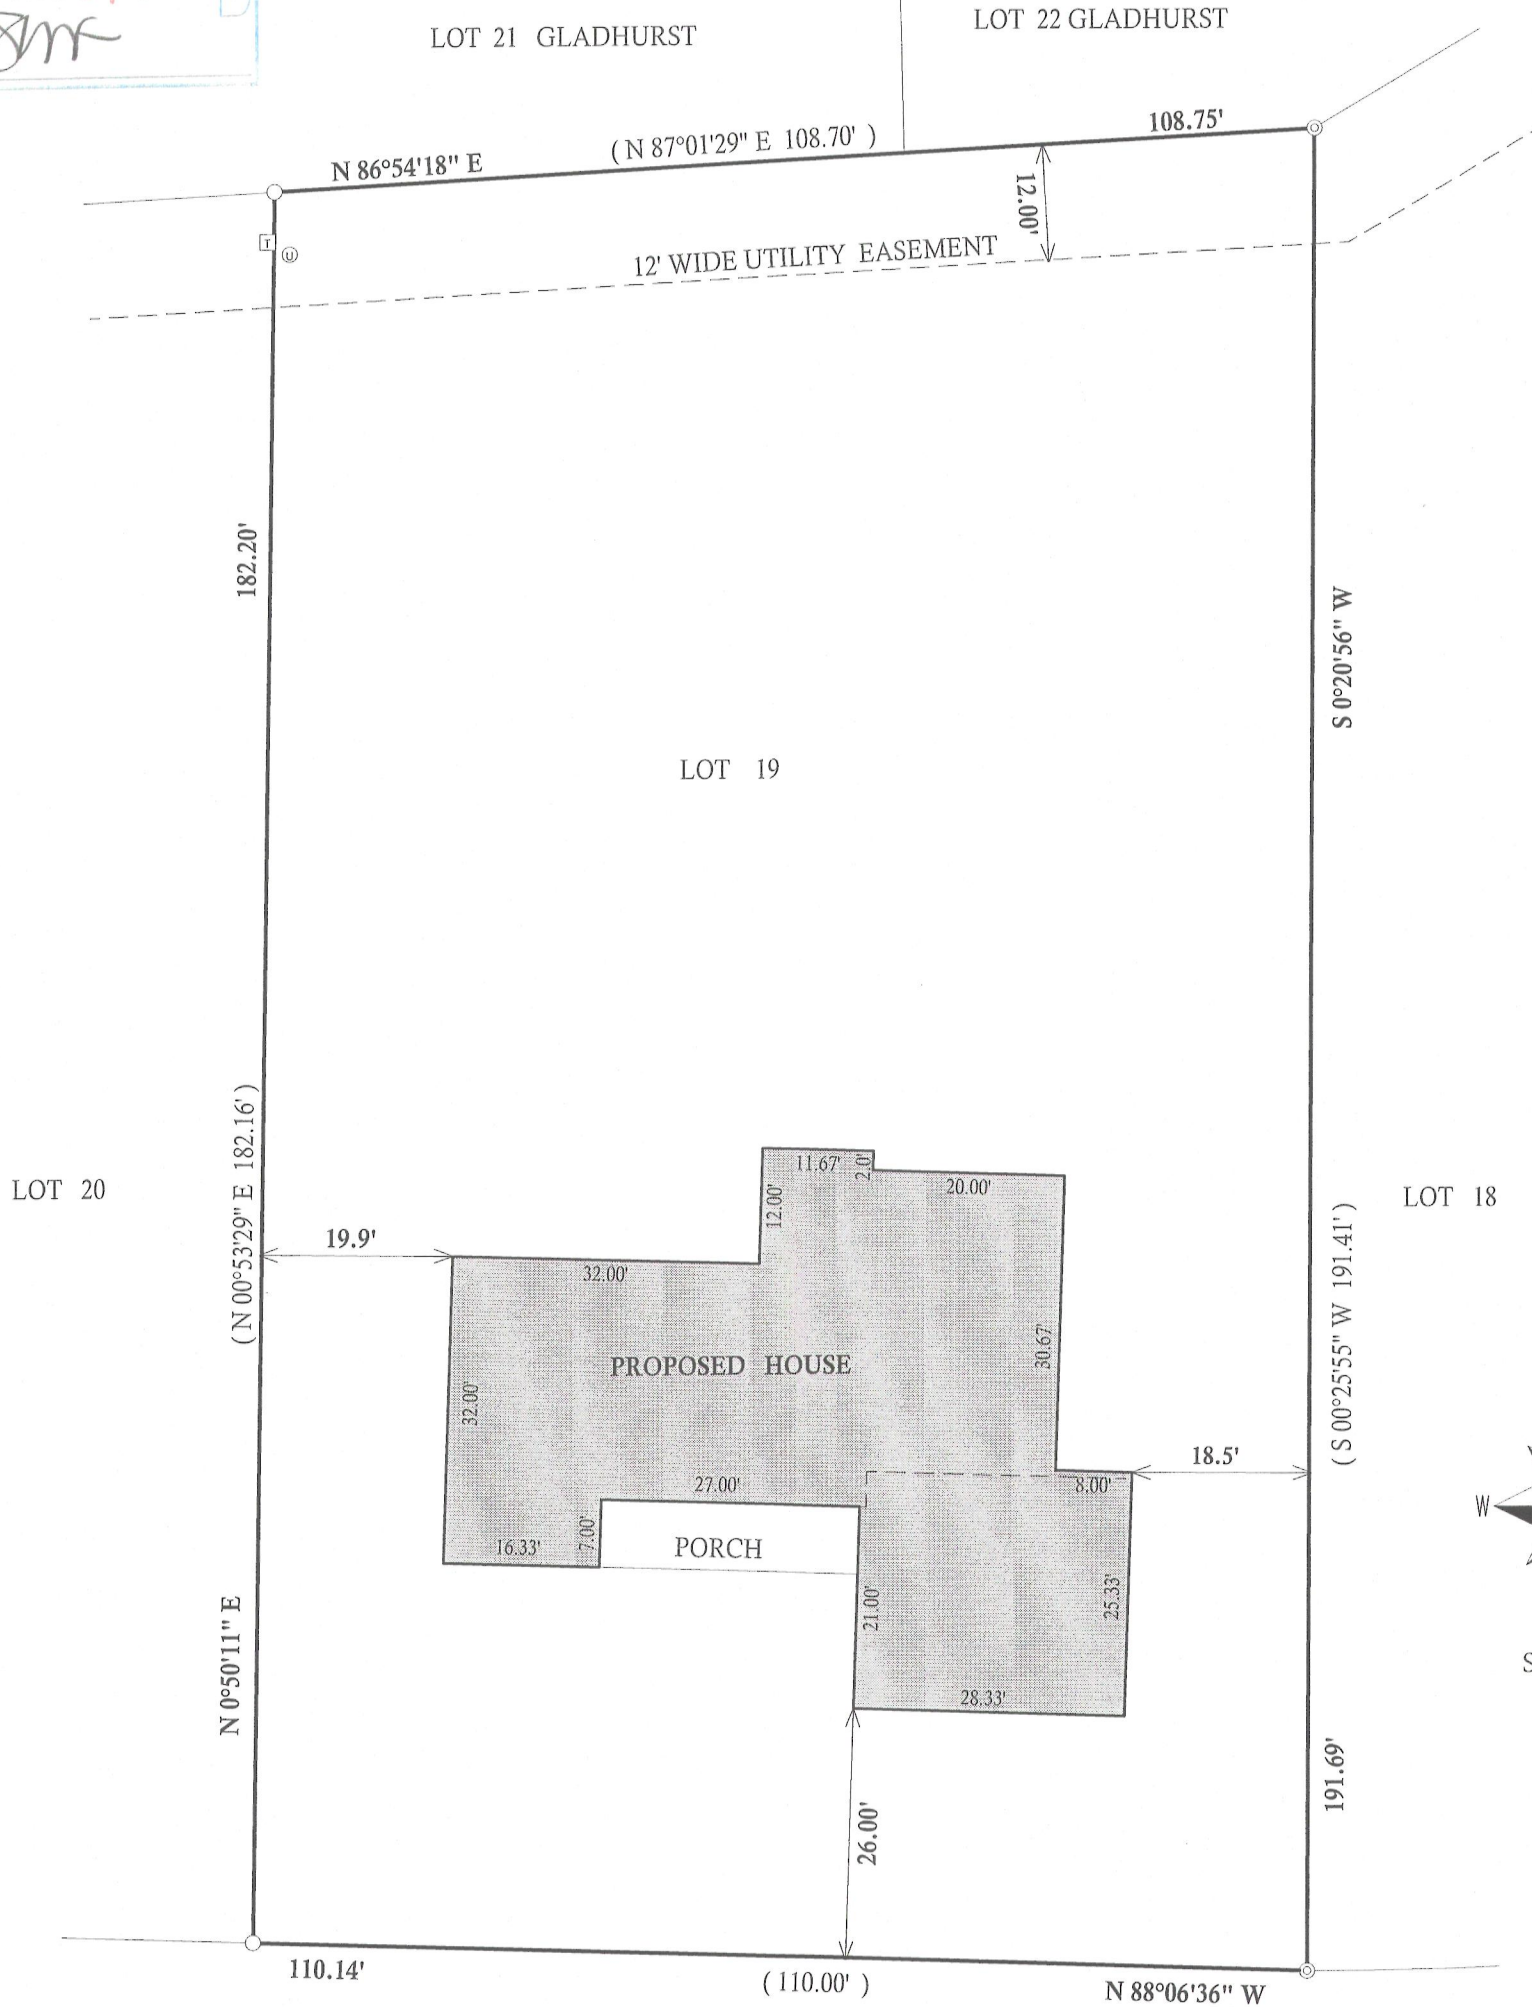 LOT 21 GLADHURST
LOT 22 GLADHURST
N 86°54'18" E
( N 87°01'29" E 108.70' )
108.75'
12.00'
T
U
12' WIDE UTILITY EASEMENT
182.20'
S 0°20'56" W
LOT 19
( N 00°53'29" E 182.16' )
LOT 20
11.67'
2.0'
20.00'
12.00'
LOT 18
19.9'
32.00'
30.67'
( S 00°25'55" W 191.41' )
PROPOSED HOUSE
32.00'
18.5'
27.00'
8.00'
W
16.33'
7.00'
PORCH
21.00'
25.33'
N 0°50'11" E
28.33'
26.00'
191.69'
110.14'
( 110.00' )
N 88°06'36" W